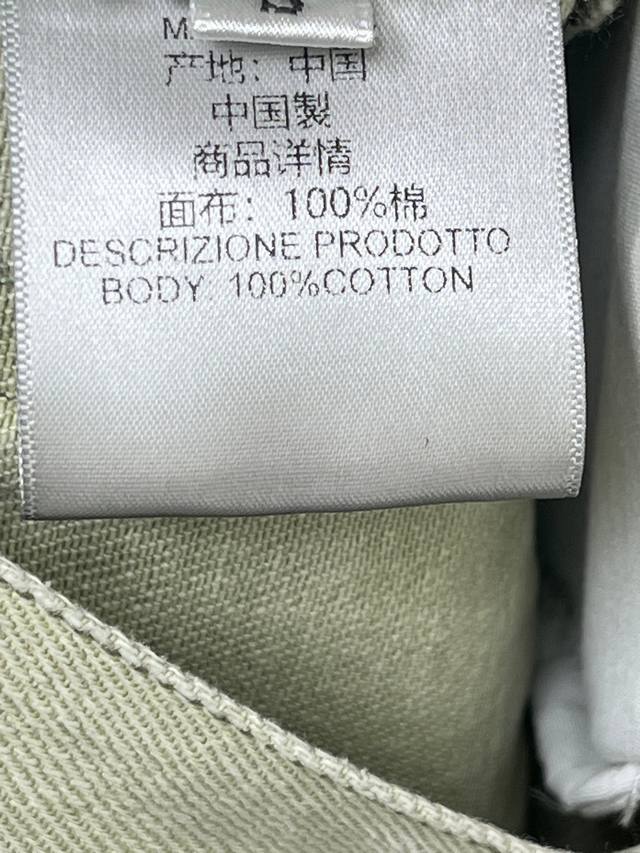 产地：中国
中国製
商品详情
面布：100%棉
DESCRIZIONE PRODOTTO
BODY: 100%COTTON